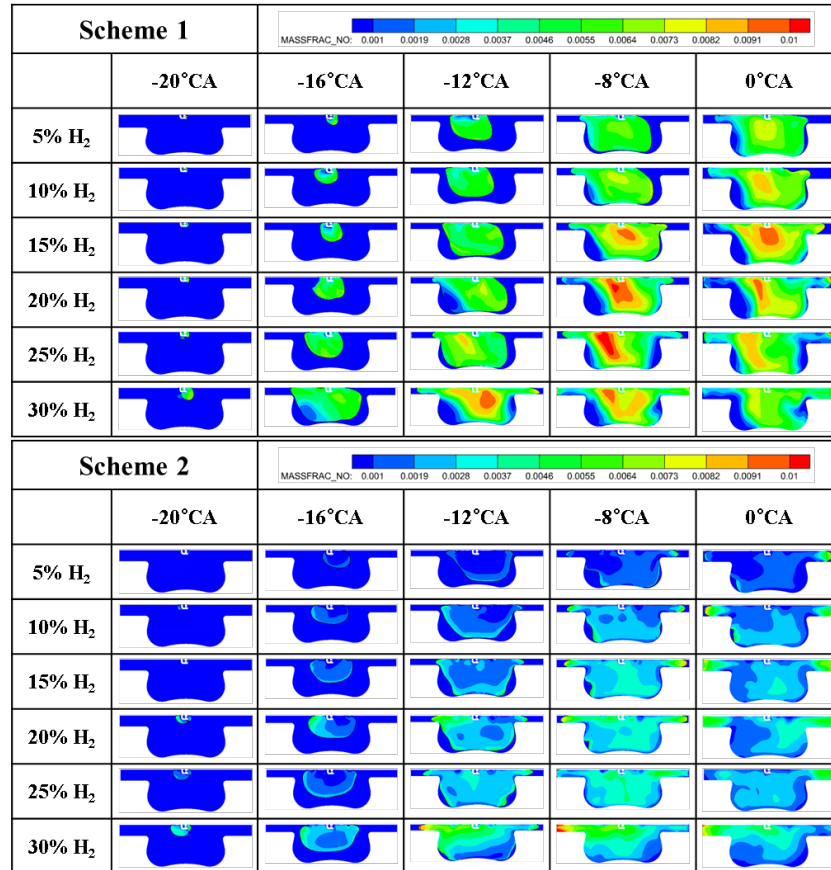 Scheme 1
MASSFRAC_NO: 0.001 0.0019 0.0028 0.0037 0.0046 0.0055 0.0064 0.0073 0.0082 0.0091 0.01
-20°CA -16°CA -12°CA -8°CA 0°CA
5% H₂
10% H₂
15% H₂
20% H₂
25% H₂
30% H₂
Scheme 2
MASSFRAC_NO: 0.001 0.0019 0.0028 0.0037 0.0046 0.0055 0.0064 0.0073 0.0082 0.0091 0.01
-20°CA -16°CA -12°CA -8°CA 0°CA
5% H₂
10% H₂
15% H₂
20% H₂
25% H₂
30% H₂